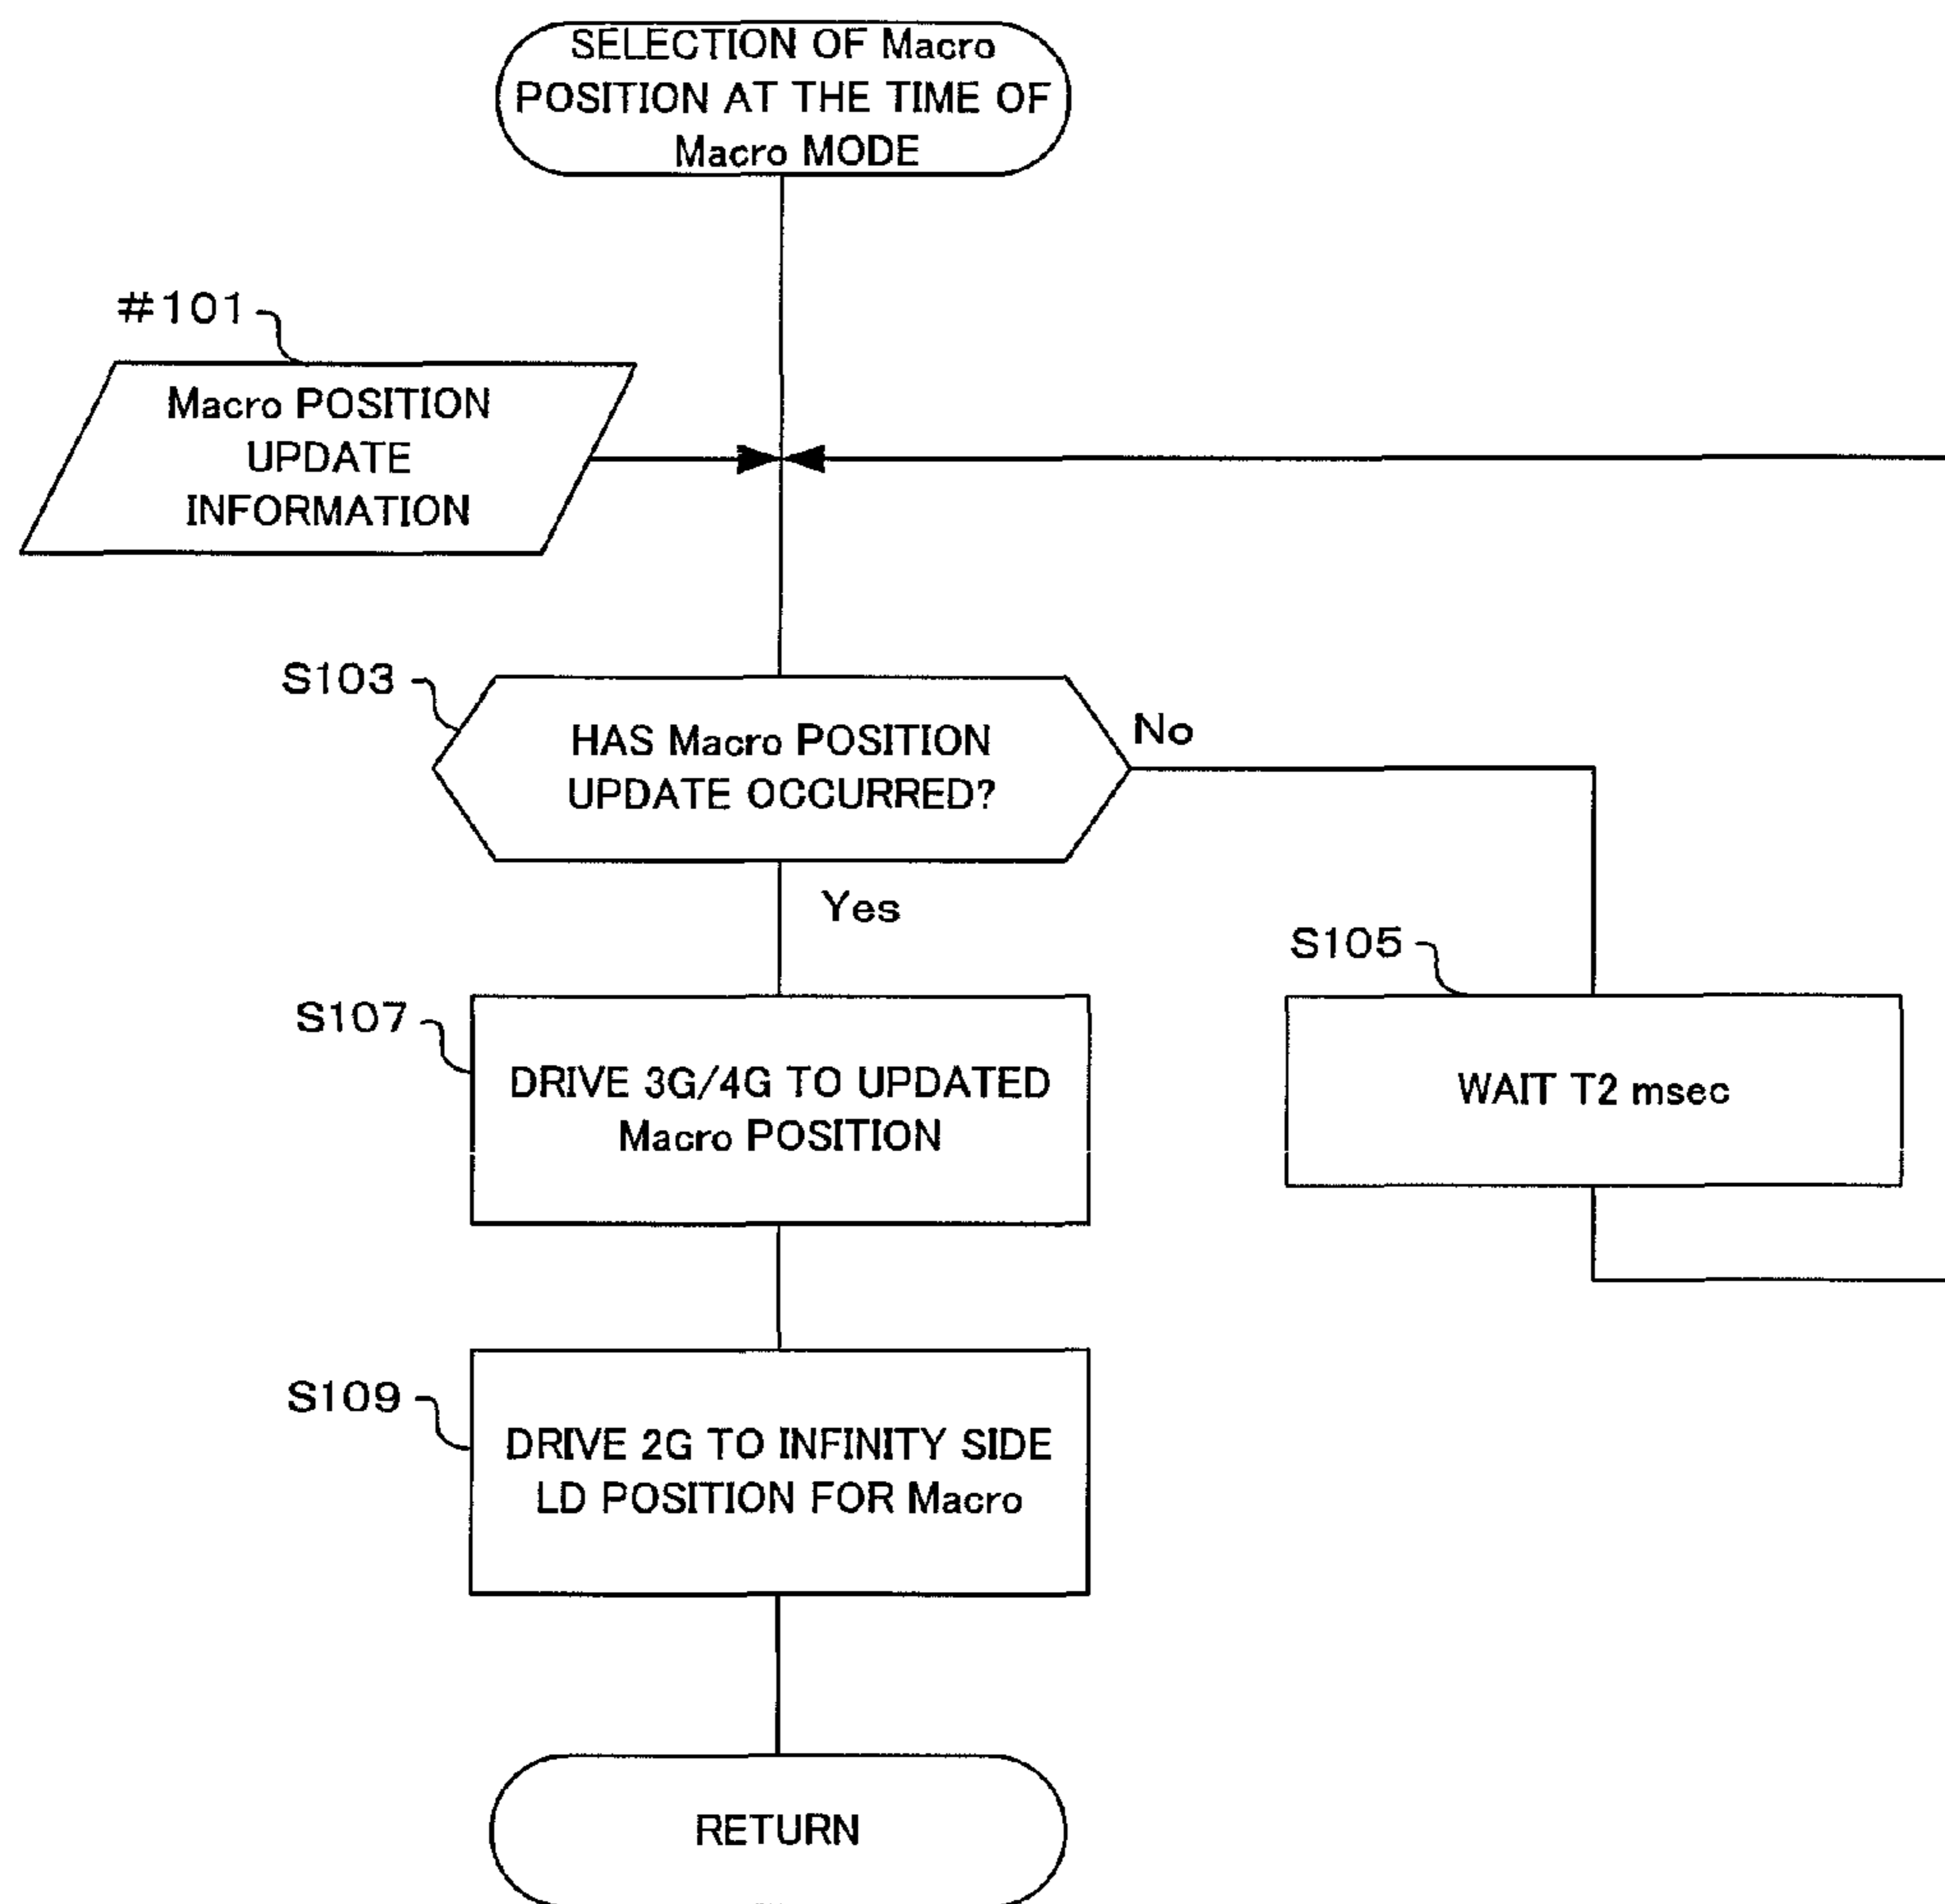 SELECTION OF Macro
POSITION AT THE TIME OF
Macro MODE
#101
Macro POSITION
UPDATE
INFORMATION
S103
HAS Macro POSITION
UPDATE OCCURRED?
No
Yes
S105
WAIT T2 msec
S107
DRIVE 3G/4G TO UPDATED
Macro POSITION
S109
DRIVE 2G TO INFINITY SIDE
LD POSITION FOR Macro
RETURN